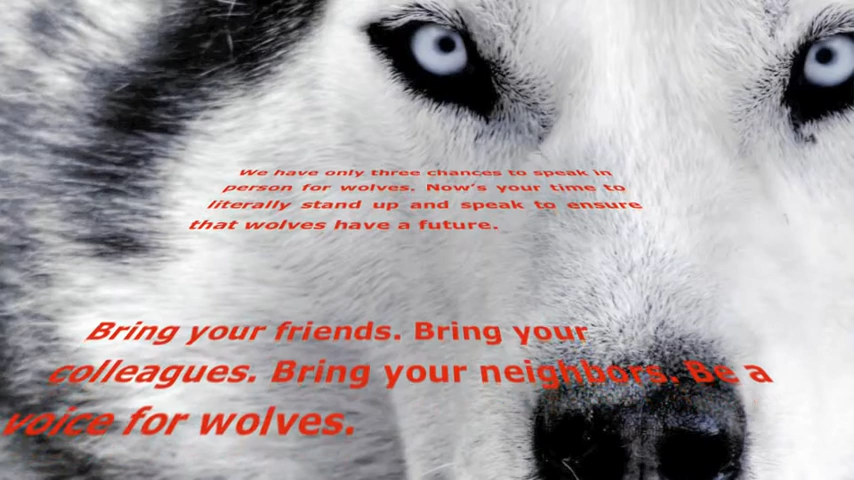 We have only three chances to speak in
person for wolves. Now's your time to
literally stand up and speak to ensure
that wolves have a future.
Bring your friends. Bring your
colleagues. Bring your neighbors. Be a
voice for wolves.